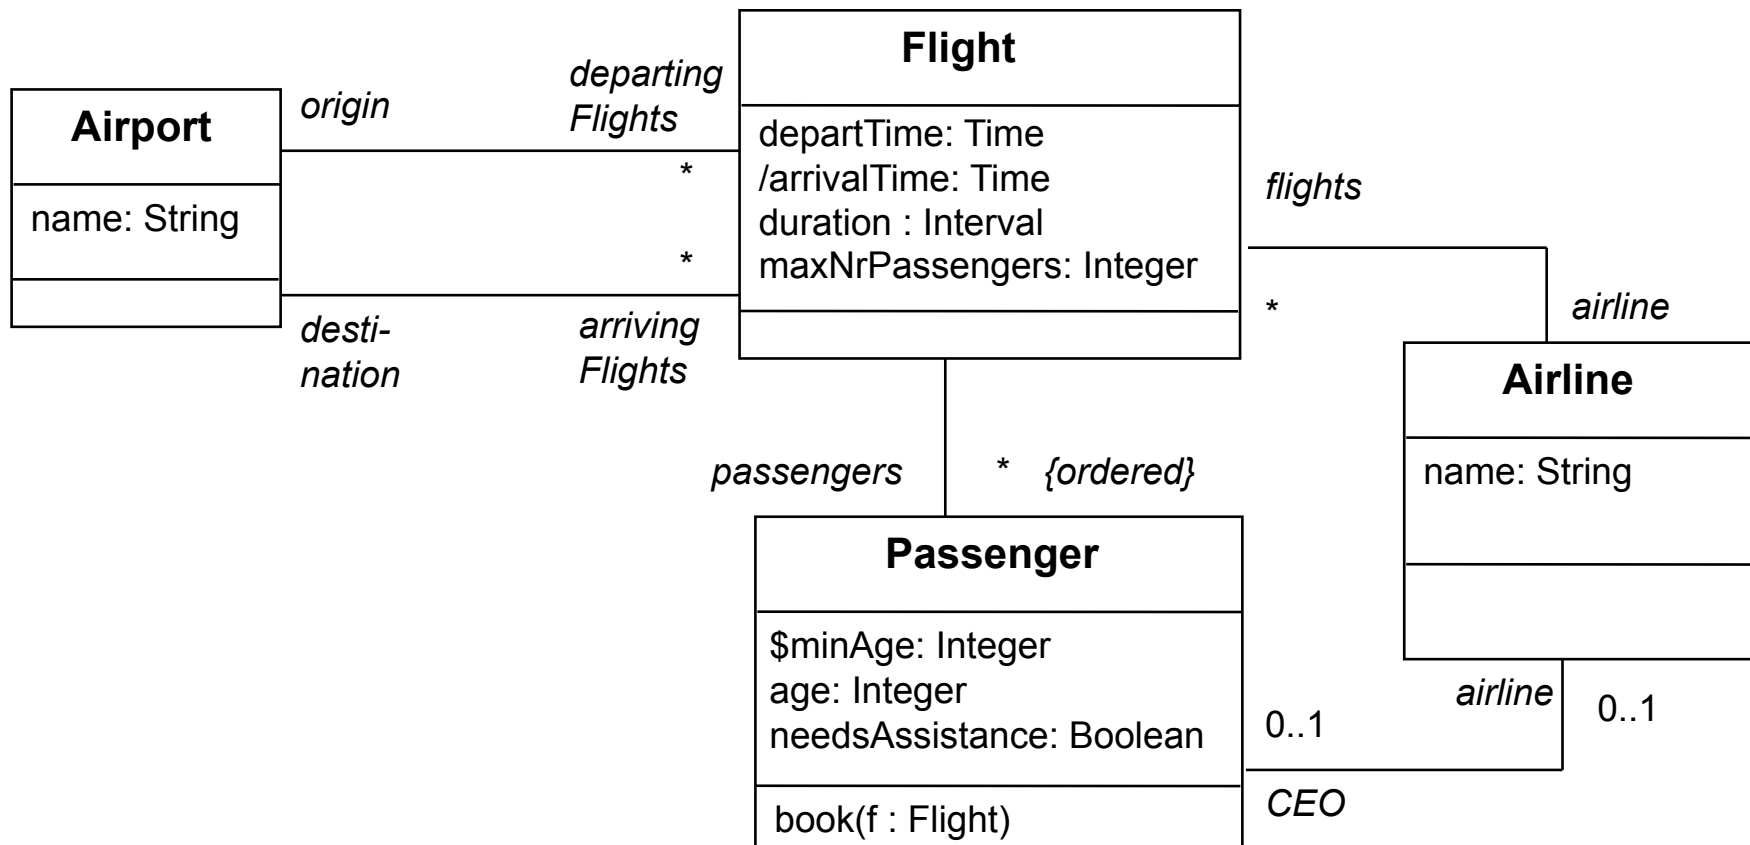 Airport
name: String
origin
departing
Flights
*
*
desti-
nation
arriving
Flights
Flight
departTime: Time
/arrivalTime: Time
duration : Interval
maxNrPassengers: Integer
flights
*
airline
Airline
name: String
passengers
* {ordered}
Passenger
$minAge: Integer
age: Integer
needsAssistance: Boolean
book(f : Flight)
0..1
CEO
airline
0..1